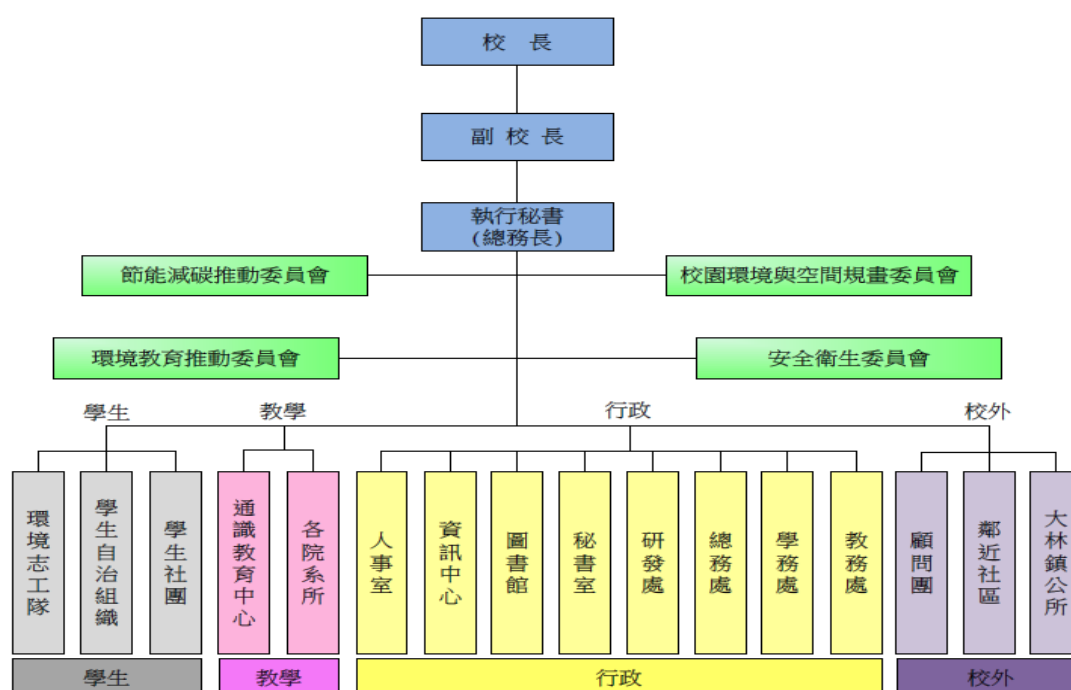 校 長
副 校 長
執行秘書
(總務長)
節能減碳推動委員會
校園環境與空間規畫委員會
環境教育推動委員會
安全衛生委員會
學生
教學
行政
校外
環境志工隊
學生自治組織
學生社團
通識教育中心
各院系所
人事室
資訊中心
圖書館
秘書室
研發處
總務處
學務處
教務處
顧問團
鄰近社區
大林鎮公所
學生
教學
行政
校外